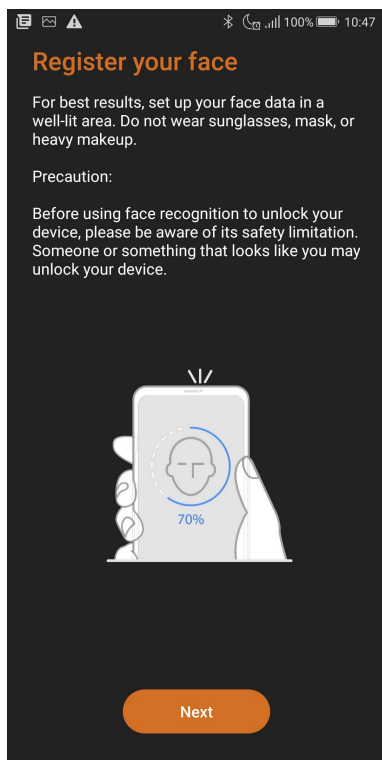 100% 10:47
Register your face
For best results, set up your face data in a
well-lit area. Do not wear sunglasses, mask, or
heavy makeup.
Precaution:
Before using face recognition to unlock your
device, please be aware of its safety limitation.
Someone or something that looks like you may
unlock your device.
70%
Next